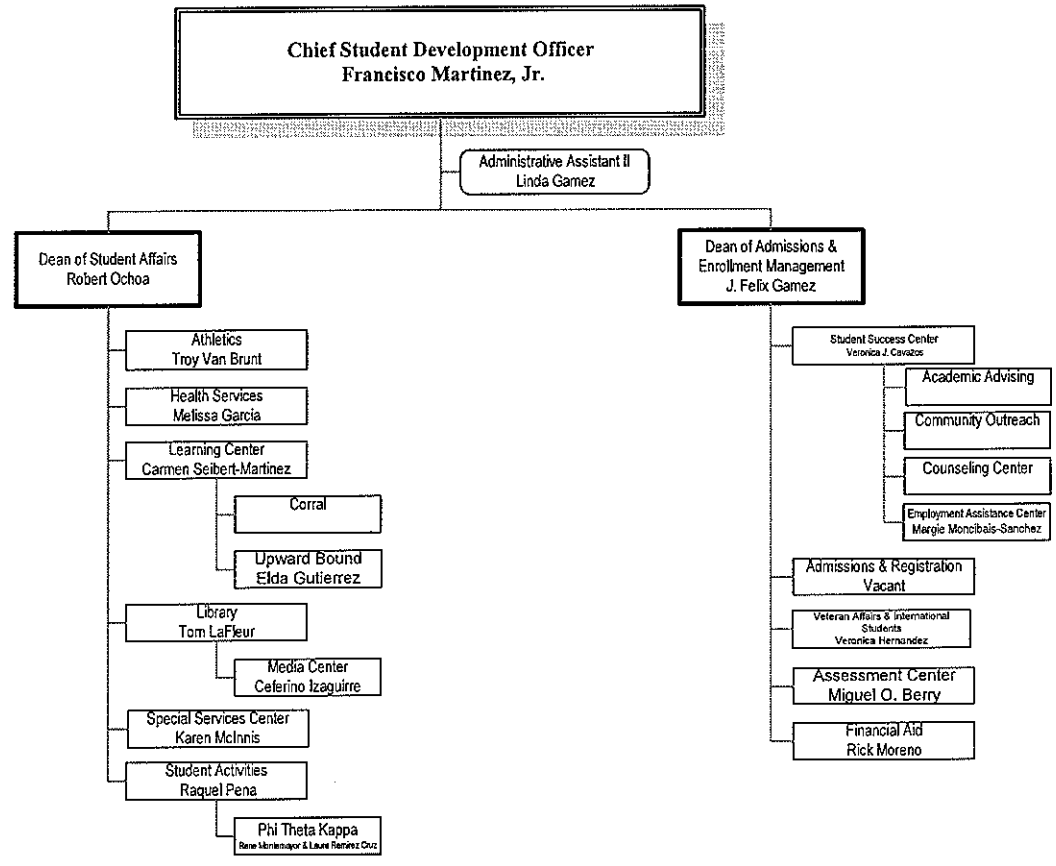 Chief Student Development Officer
Francisco Martinez, Jr.
Administrative Assistant II
Linda Gamez
Dean of Student Affairs
Robert Ochoa
Athletics
Troy Van Brunt
Health Services
Melissa Garcia
Learning Center
Carmen Seibert-Martinez
Corral
Upward Bound
Elda Gutierrez
Library
Tom LaFleur
Media Center
Ceferino Izaguirre
Special Services Center
Karen McInnis
Student Activities
Raquel Pena
Phi Theta Kappa
Rene Montemayor & Laura Ramirez Cruz
Dean of Admissions &
Enrollment Management
J. Felix Gamez
Student Success Center
Veronica J. Cavazos
Academic Advising
Community Outreach
Counseling Center
Employment Assistance Center
Margie Moncibais-Sanchez
Admissions & Registration
Vacant
Veteran Affairs & International
Students
Veronica Hernandez
Assessment Center
Miguel O. Berry
Financial Aid
Rick Moreno